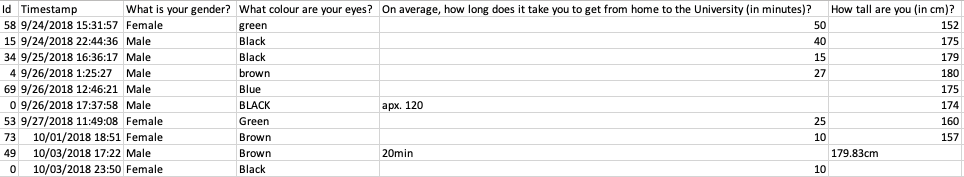 Id Timestamp What is your gender? What colour are your eyes? On average, how long does it take you to get from home to the University (in minutes)? How tall are you (in cm)?
58 9/24/2018 15:31:57 Female green 50 152
15 9/24/2018 22:44:36 Male Black 40 175
34 9/25/2018 16:36:17 Male Black 15 179
4 9/26/2018 1:25:27 Male brown 27 180
69 9/26/2018 12:46:21 Male Blue 175
0 9/26/2018 17:37:58 Male BLACK apx. 120 174
53 9/27/2018 11:49:08 Female Green 25 160
73 10/01/2018 18:51 Female Brown 10 157
49 10/03/2018 17:22 Male Brown 20min 179.83cm
0 10/03/2018 23:50 Female Black 10